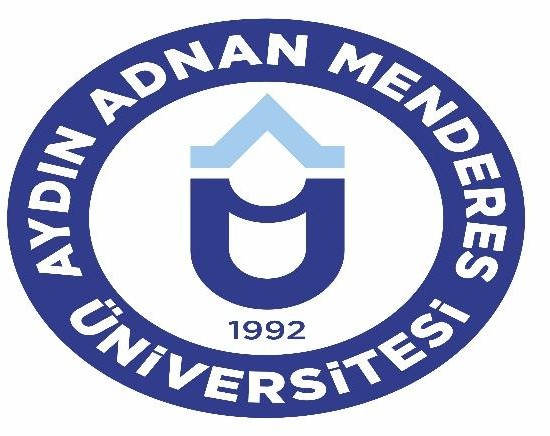 AYDIN ADNAN MENDERES
ÜNİVERSİTESİ
1992